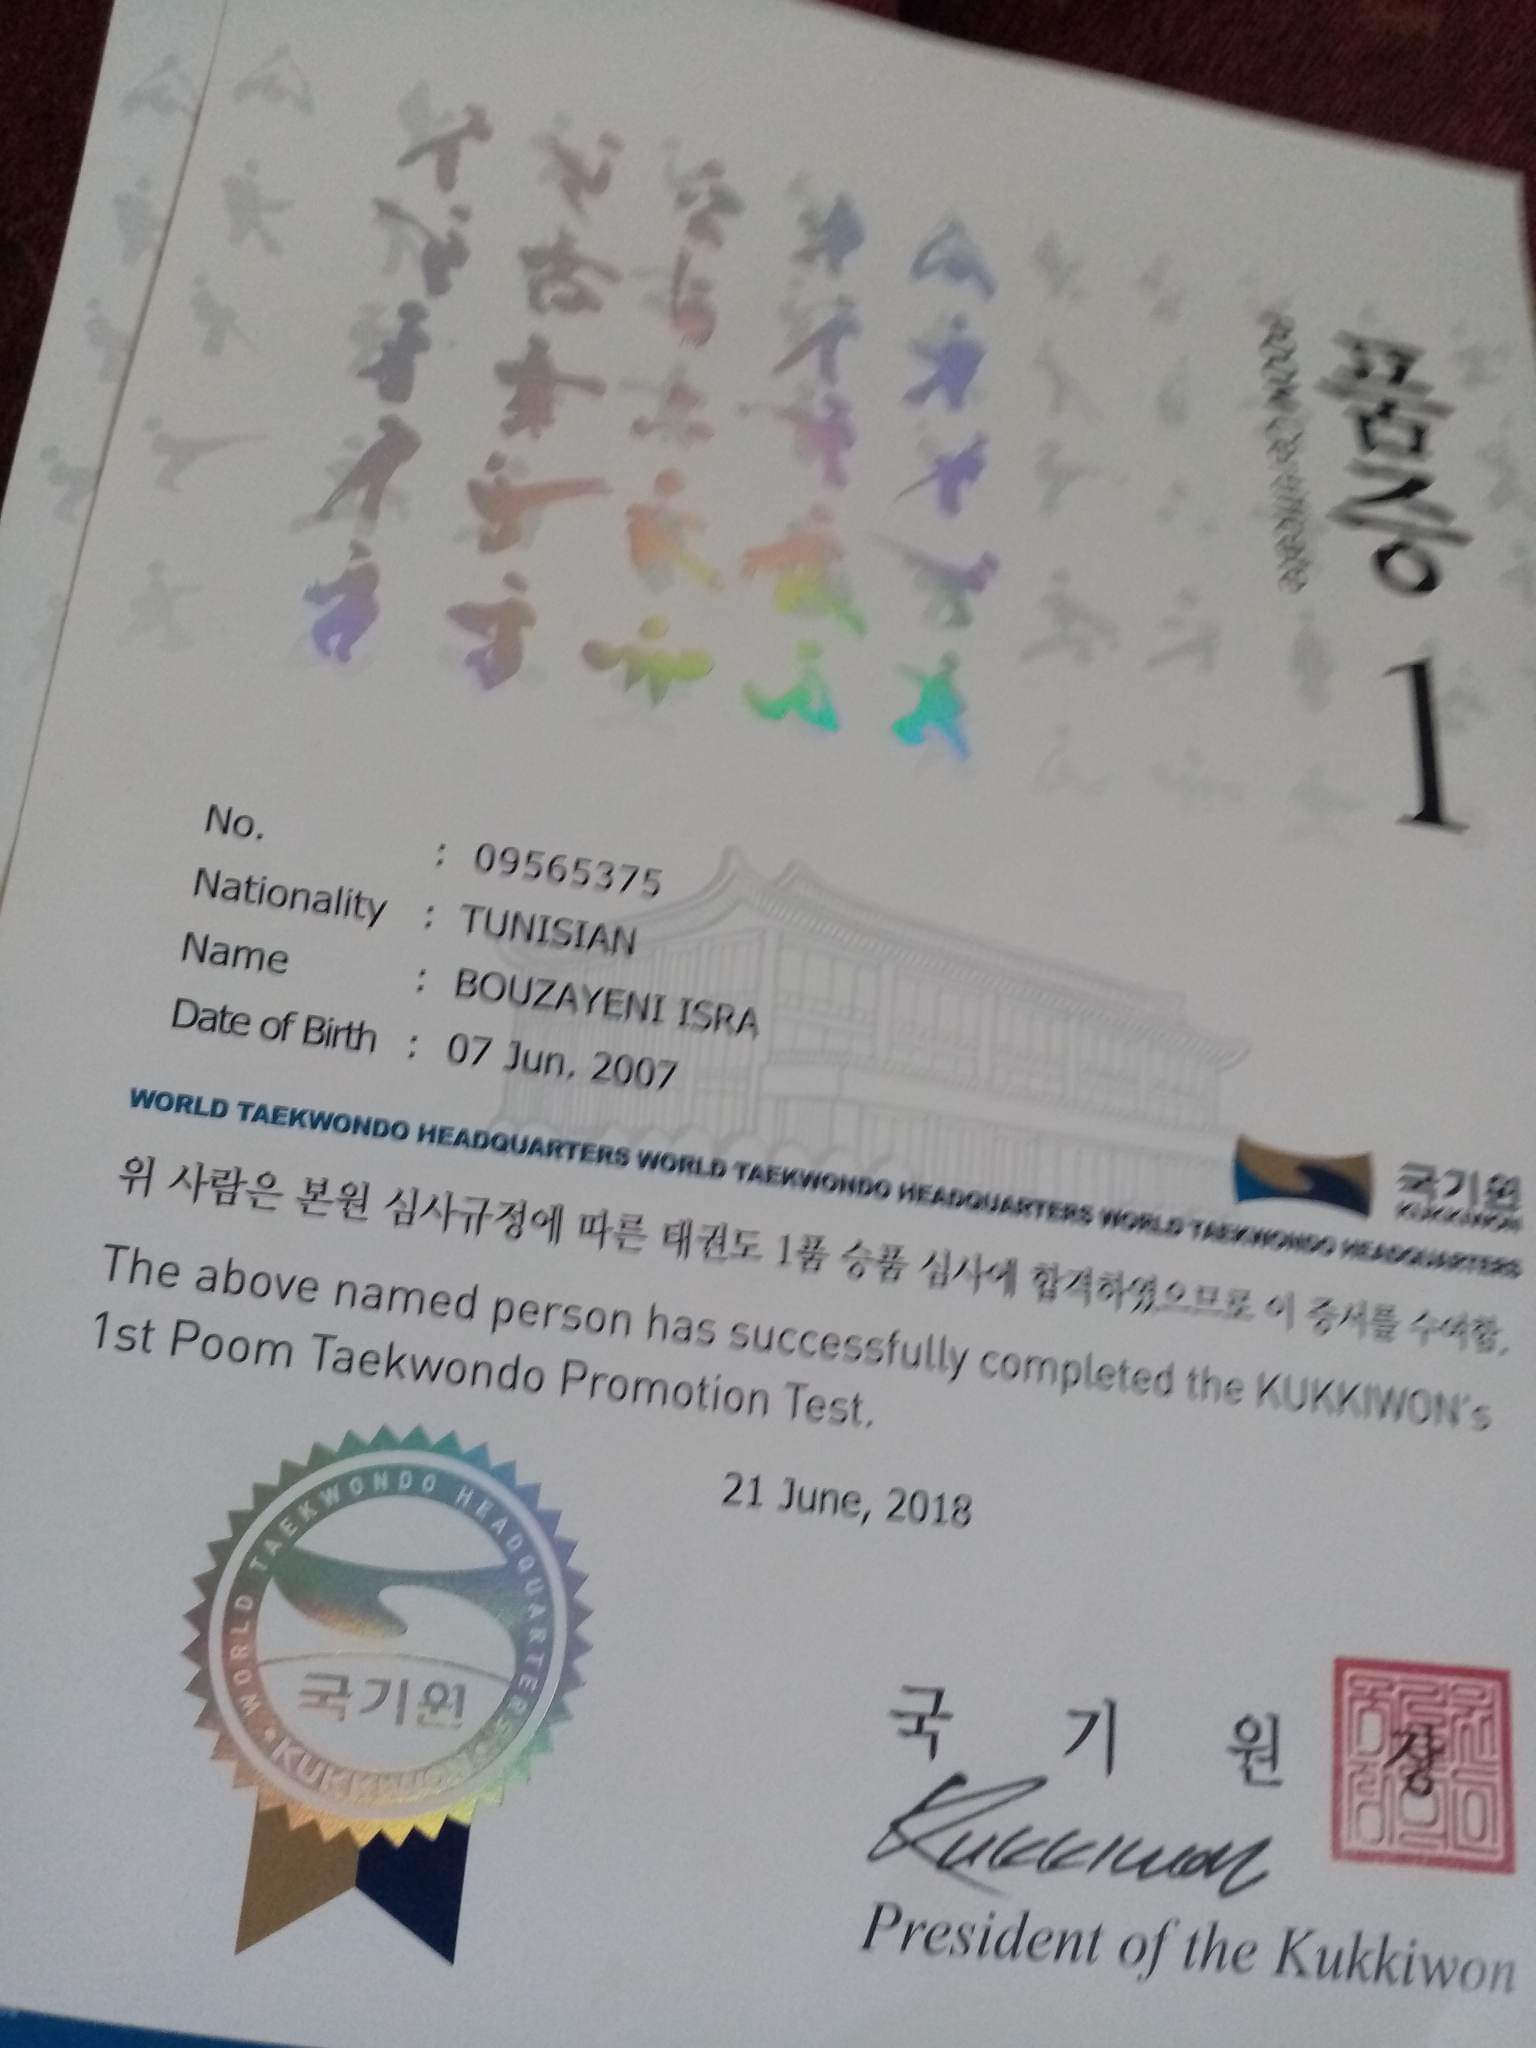 품증
Poom Certificate
1
No. : 09565375
Nationality : TUNISIAN
Name : BOUZAYENI ISRA
Date of Birth : 07 Jun, 2007
국기원
KUKKIWON
WORLD TAEKWONDO HEADQUARTERS WORLD TAEKWONDO HEADQUARTERS WORLD TAEKWONDO HEADQUARTERS
위 사람은 본원 심사규정에 따른 태권도 1품 승품 심사에 합격하였으므로 이 증서를 수여함.
The above named person has successfully completed the KUKKIWON's
1st Poom Taekwondo Promotion Test.
21 June, 2018
WORLD TAEKWONDO HEADQUARTERS
국기원
KUKKIWON
국 기 원 장
Kukkiwon
President of the Kukkiwon